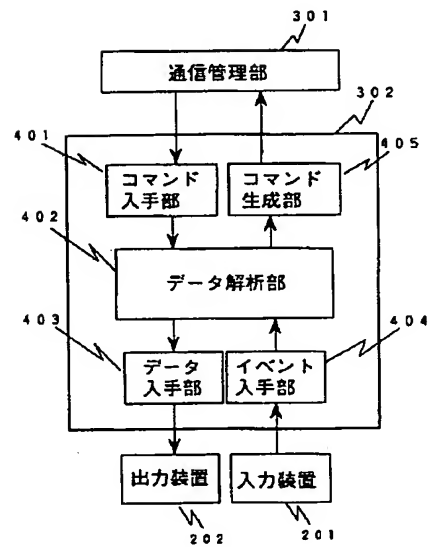 301
通信管理部
302
401
405
コマンド
入手部
コマンド
生成部
402
データ解析部
403
404
データ
入手部
イベント
入手部
出力装置
入力装置
202
201